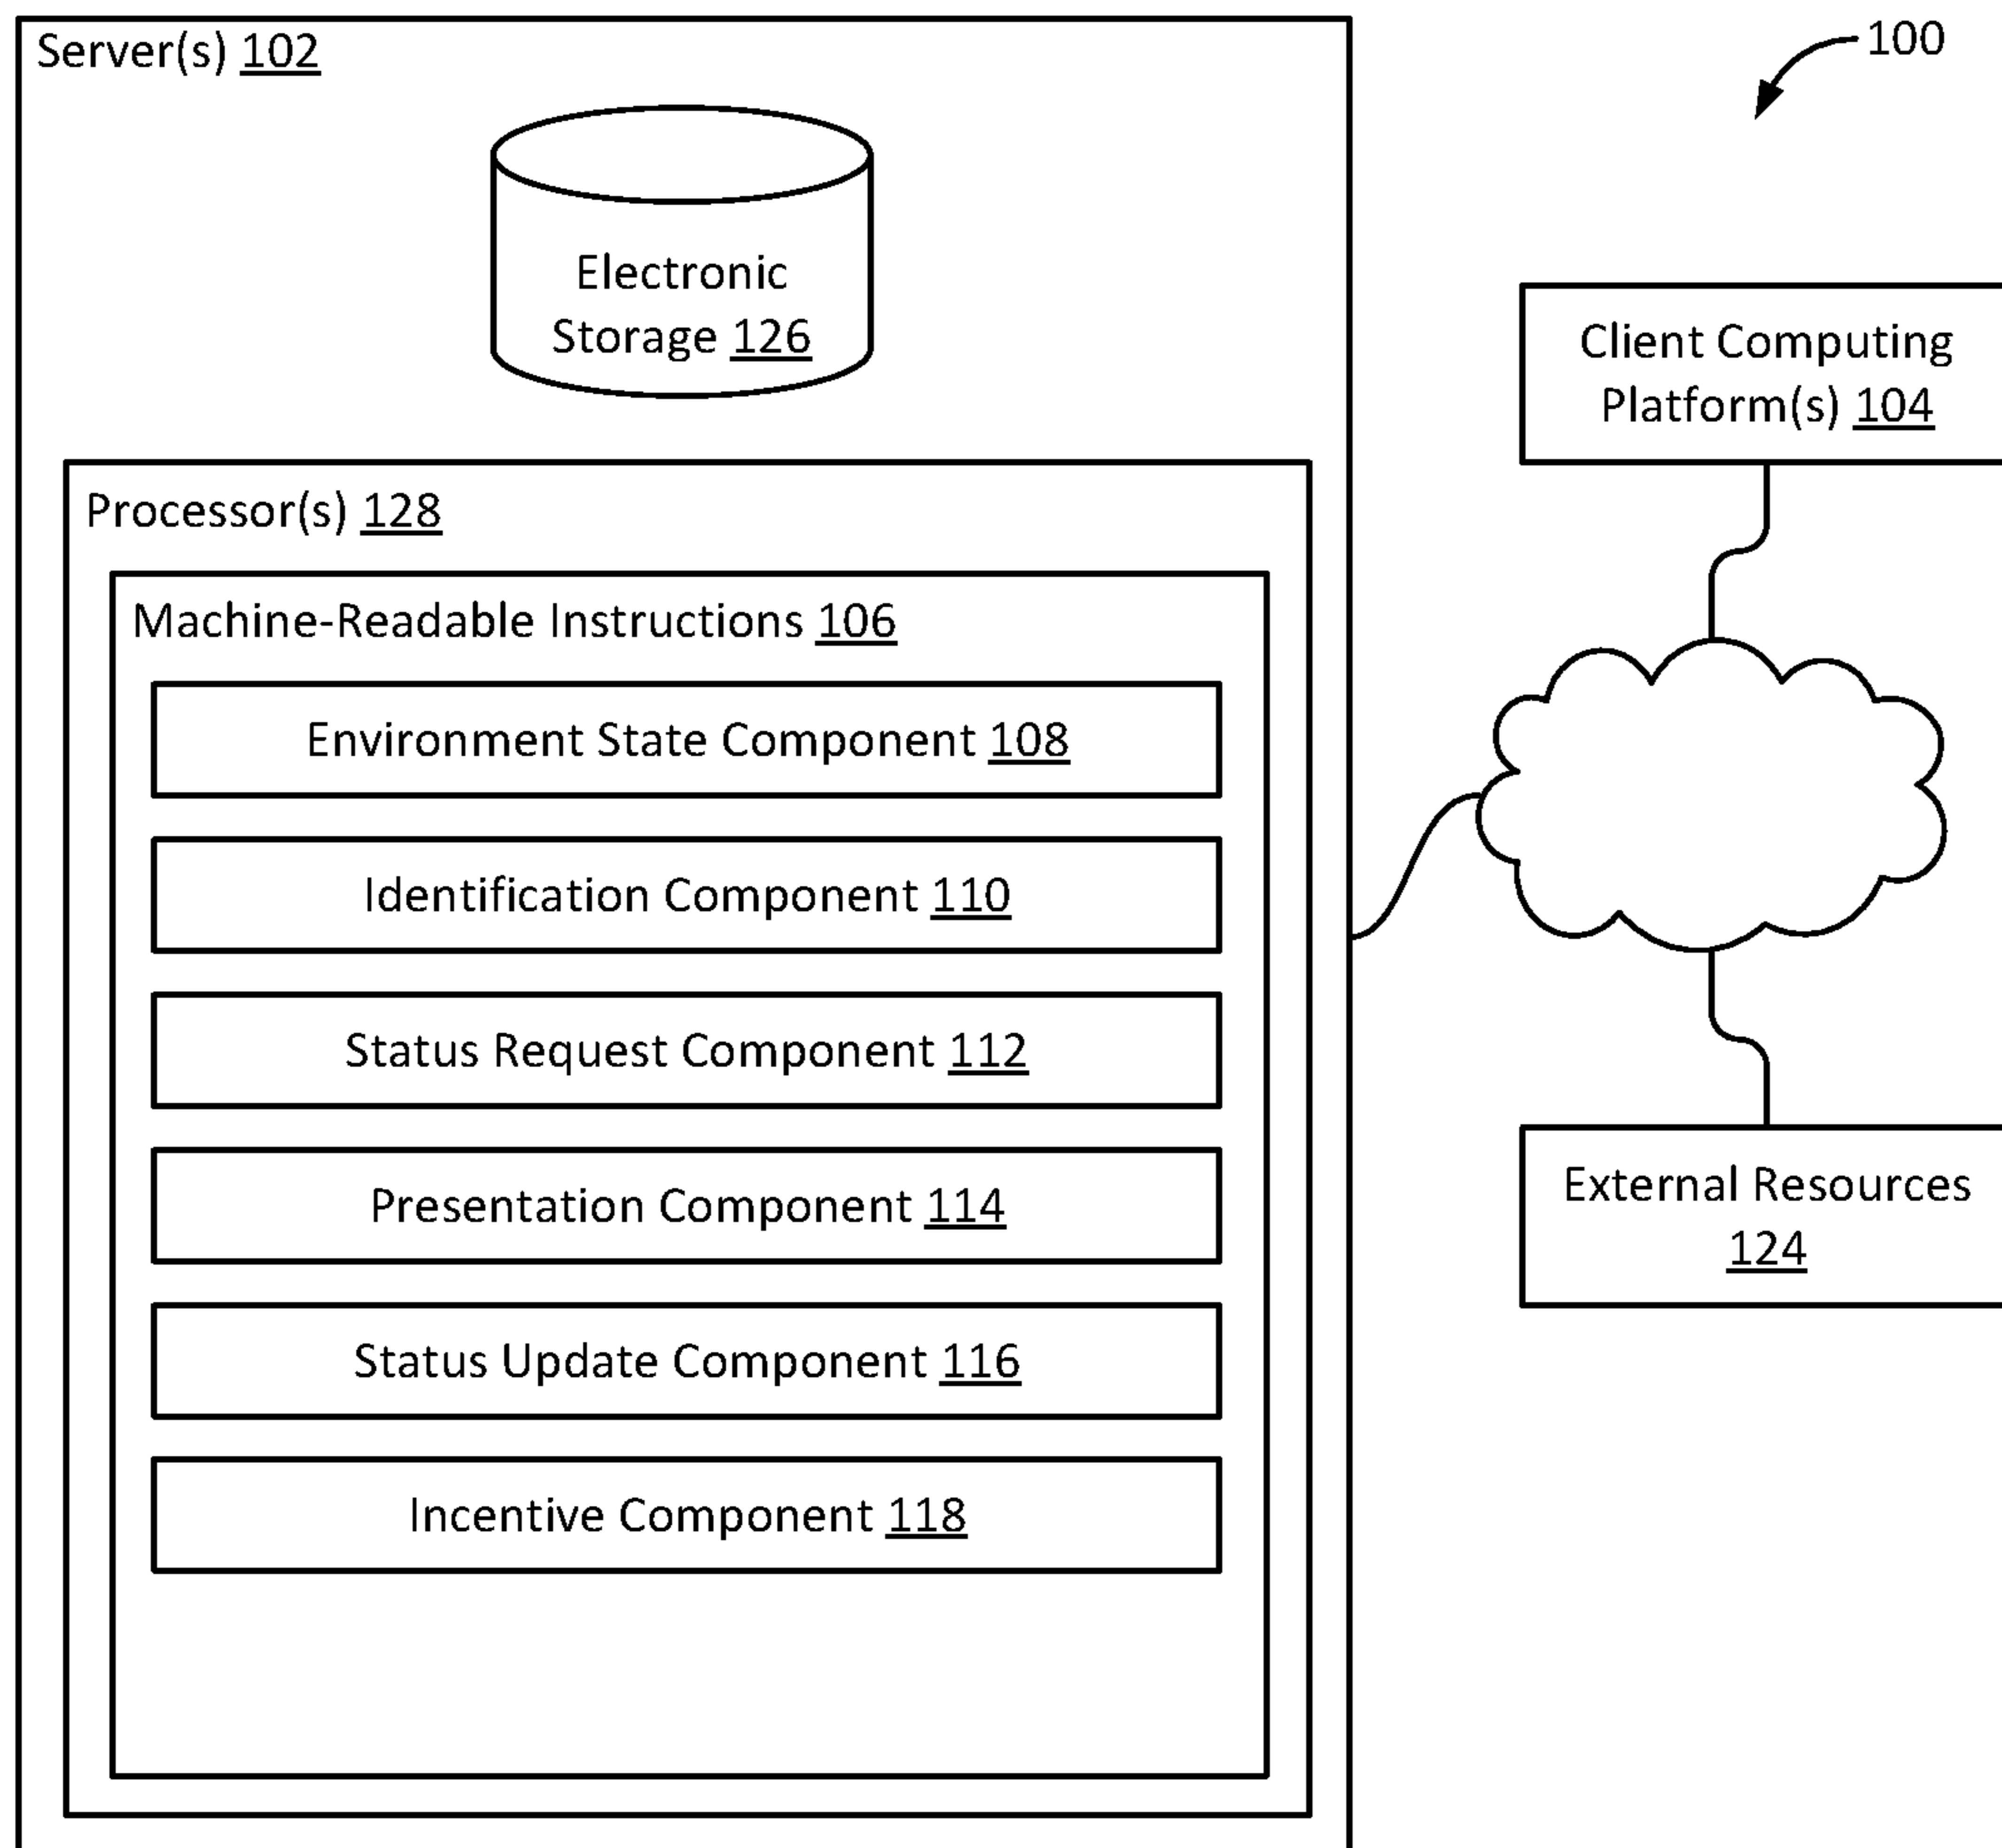 Server(s) 102
100
Electronic
Storage 126
Client Computing
Platform(s) 104
Processor(s) 128
Machine-Readable Instructions 106
Environment State Component 108
Identification Component 110
Status Request Component 112
Presentation Component 114
External Resources
124
Status Update Component 116
Incentive Component 118